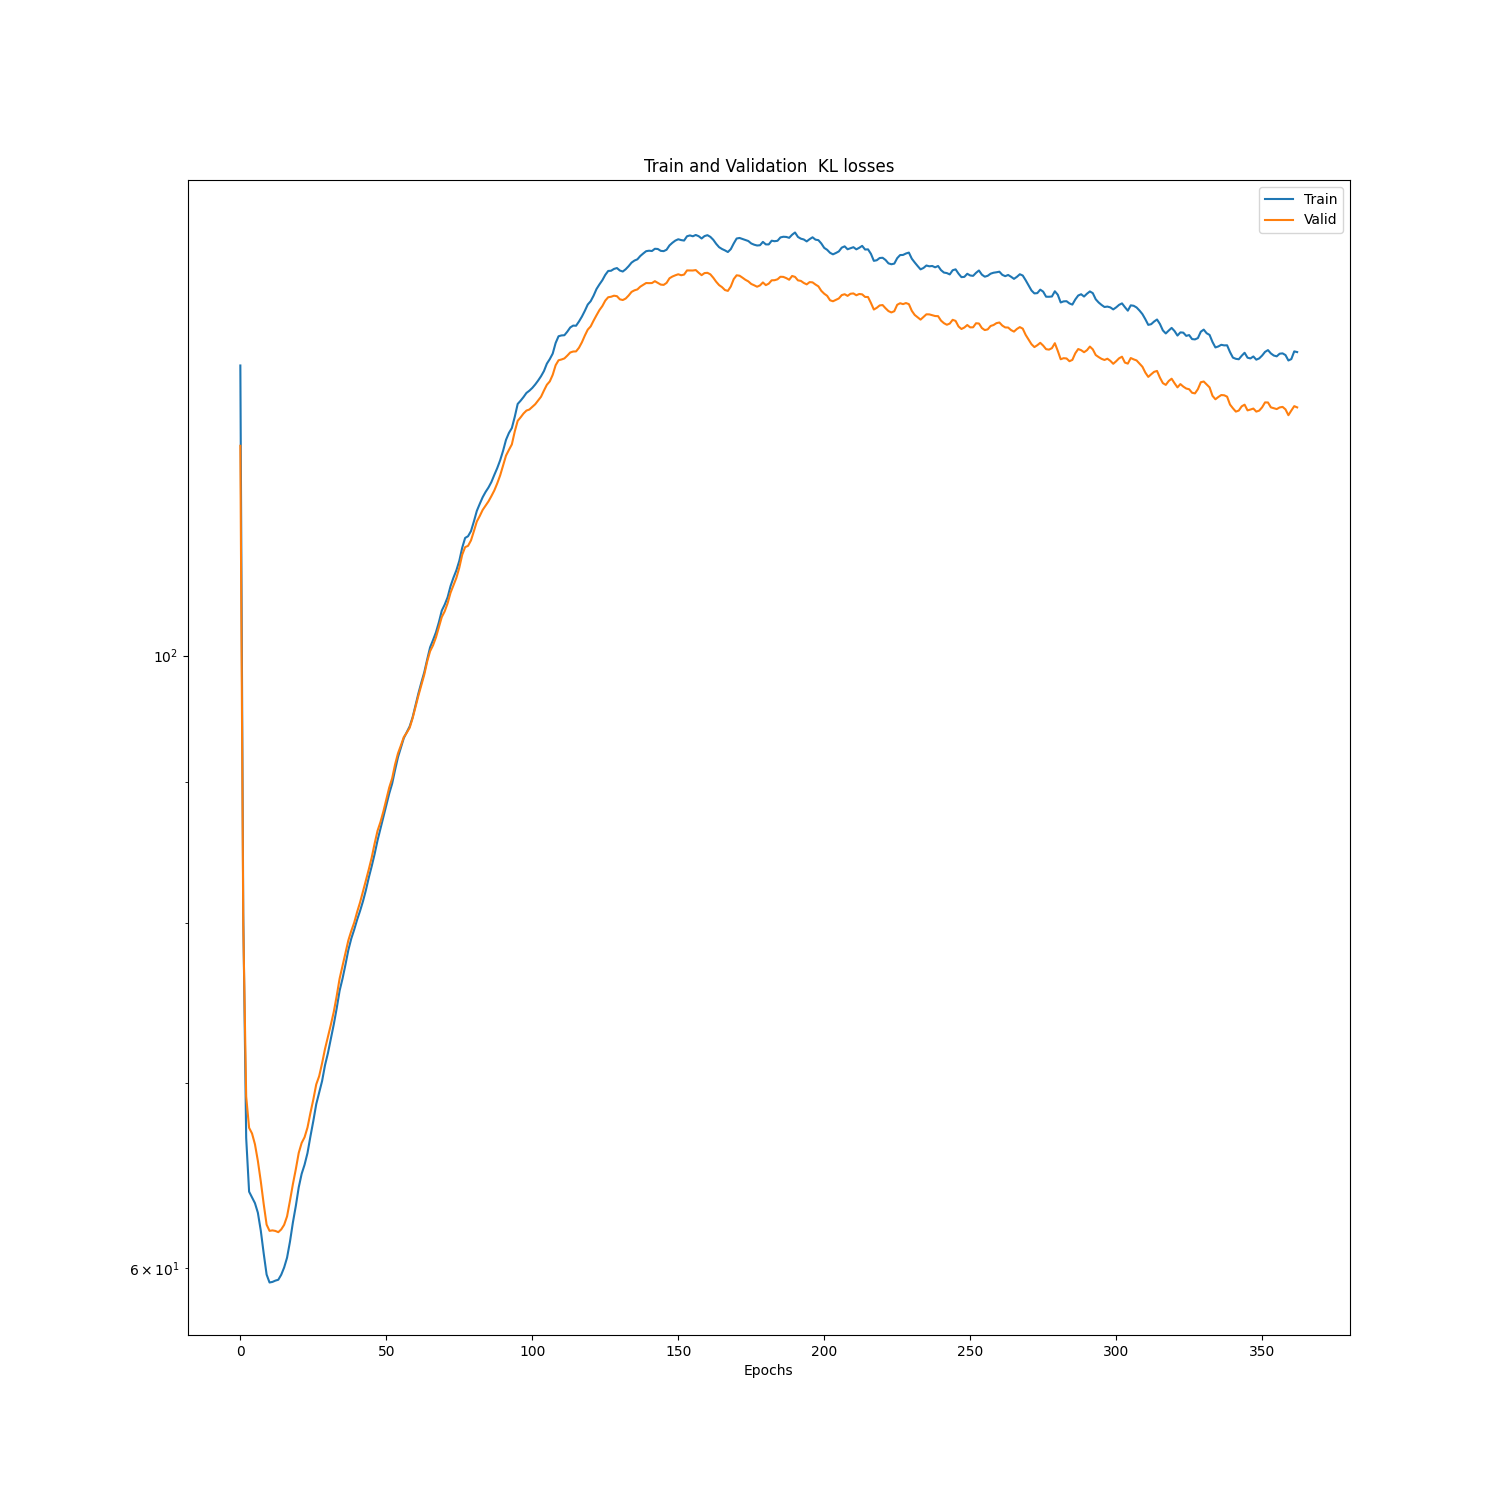 Train and Validation  KL losses
Train
Valid
10²
6 × 10¹
0 50 100 150 200 250 300 350
Epochs